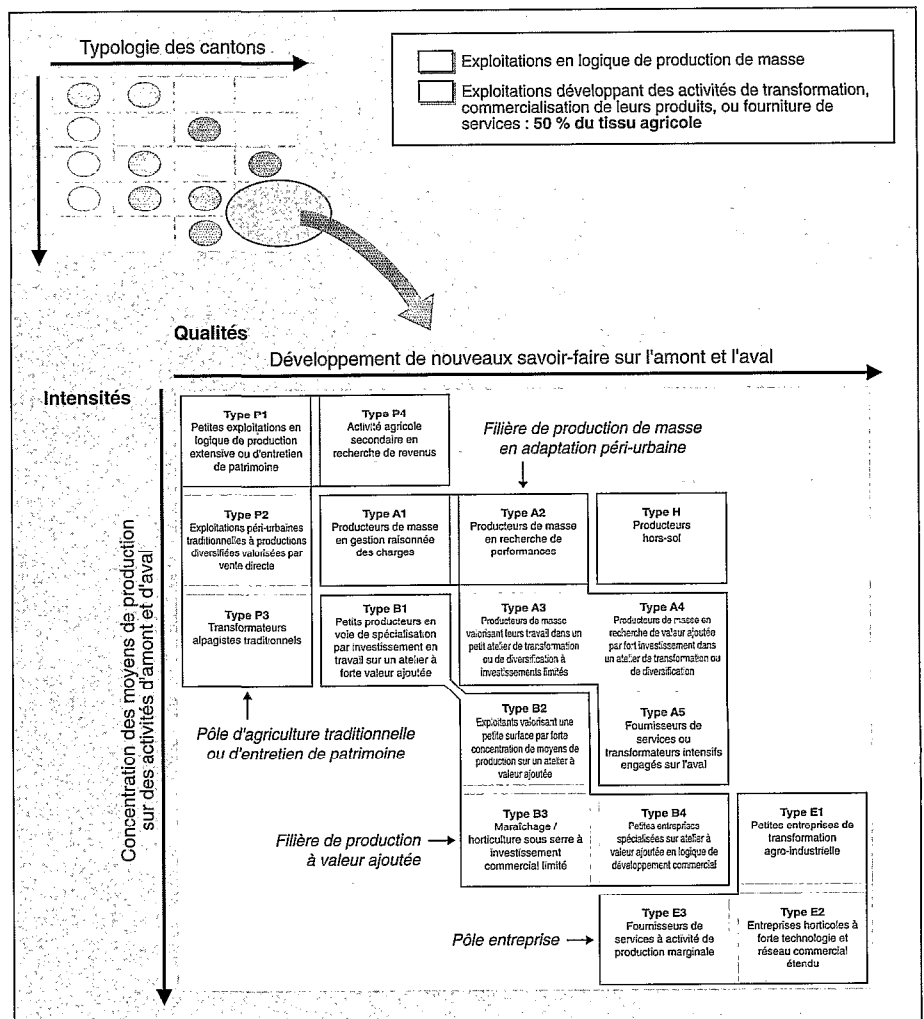 Typologie des cantons
Exploitations en logique de production de masse
Exploitations développant des activités de transformation,
commercialisation de leurs produits, ou fourniture de
services : 50 % du tissu agricole
Qualités
Développement de nouveaux savoir-faire sur l'amont et l'aval
Intensités
Concentration des moyens de production
sur des activités d'amont et d'aval
Type P1
Petites exploitations en
logique de production
extensive ou d'entretien
de patrimoine
Type P4
Activité agricole
secondaire en
recherche de revenus
Filière de production de masse
en adaptation péri-urbaine
Type P2
Exploitations péri-urbaines
traditionnelles à productions
diversifiées valorisées par
vente directe
Type A1
Producteurs de masse
en gestion raisonnée
des charges
Type A2
Producteurs de masse
en recherche de
performances
Type H
Producteurs
hors-sol
Type P3
Transformateurs
alpagistes traditionnels
Type B1
Petits producteurs en
voie de spécialisation
par investissement en
travail sur un atelier à
forte valeur ajoutée
Type A3
Producteurs de masse
valorisant leurs travail dans un
petit atelier de transformation
ou de diversification à
investissements limités
Type A4
Producteurs de masse en
recherche de valeur ajoutée
par fort investissement dans
un atelier de transformation ou
de diversification
Pôle d'agriculture traditionnelle
ou d'entretien de patrimoine
Type B2
Exploitants valorisant une
petite surface par forte
concentration de moyens de
production sur un atelier à
valeur ajoutée
Type A5
Fournisseurs de
services ou
transformateurs intensifs
engagés sur l'aval
Filière de production
à valeur ajoutée
Type B3
Maraîchage /
horticulture sous serre à
investissement
commercial limité
Type B4
Petites entreprises
spécialisées sur atelier à
valeur ajoutée en logique de
développement commercial
Type E1
Petites entreprises de
transformation
agro-industrielle
Pôle entreprise
Type E3
Fournisseurs de
services à activité de
production marginale
Type E2
Entreprises horticoles à
forte technologie et
réseau commercial
étendu